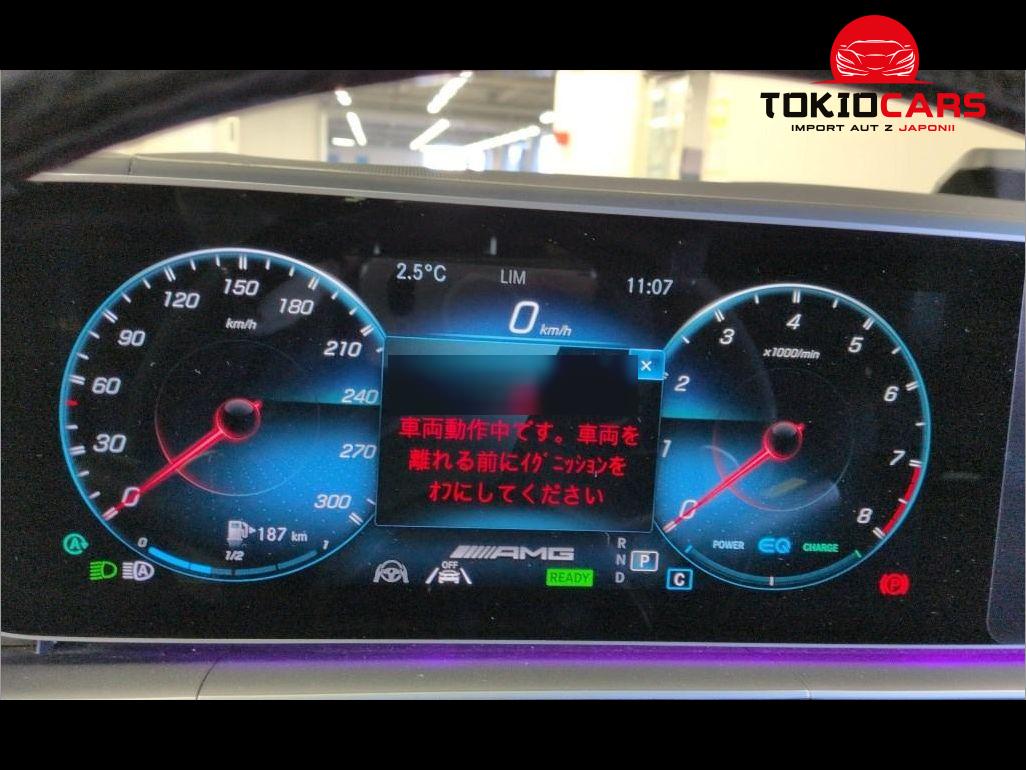 TOKIOCARS
IMPORT AUT Z JAPONII
2.5°C LIM 11:07
0 km/h
0 30 60 90 120 150 180 210 240 270 300
km/h
車両動作中です。車両を
離れる前にｲｸﾞﾆｯｼｮﾝを
ｵﾌにしてください
0 1 2 3 4 5 6 7 8
x1000/min
187 km
0 1/2 1
A
A
OFF
AMG
READY
R
N
D
P
C
POWER EQ CHARGE
P